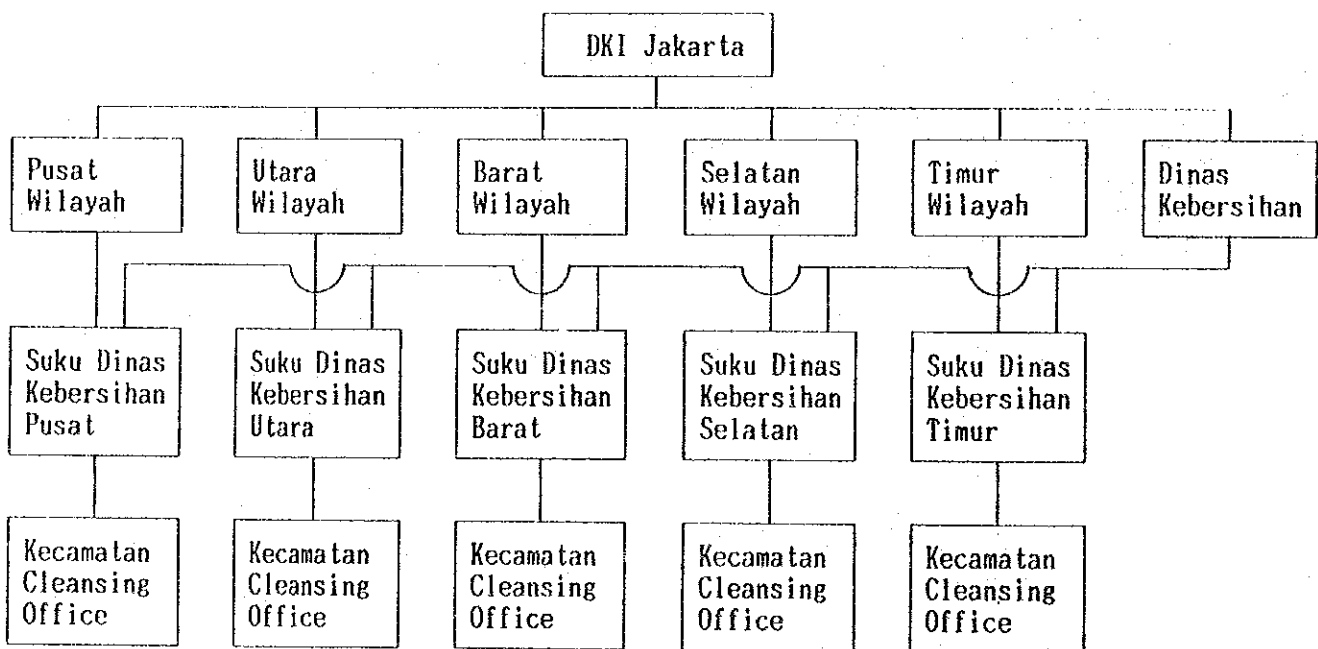 DKI Jakarta
Pusat
Wilayah
Utara
Wilayah
Barat
Wilayah
Selatan
Wilayah
Timur
Wilayah
Dinas
Kebersihan
Suku Dinas
Kebersihan
Pusat
Suku Dinas
Kebersihan
Utara
Suku Dinas
Kebersihan
Barat
Suku Dinas
Kebersihan
Selatan
Suku Dinas
Kebersihan
Timur
Kecamatan
Cleansing
Office
Kecamatan
Cleansing
Office
Kecamatan
Cleansing
Office
Kecamatan
Cleansing
Office
Kecamatan
Cleansing
Office